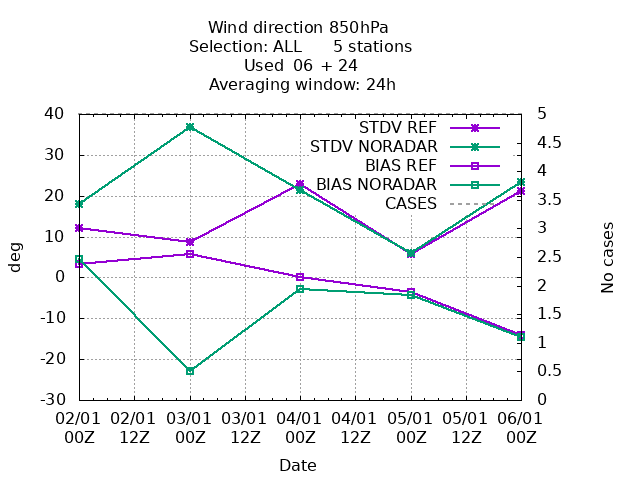 Wind direction 850hPa
Selection: ALL      5 stations
Used  06 + 24
Averaging window: 24h
40 5
STDV REF
4.5
STDV NORADAR
30
BIAS REF
4
BIAS NORADAR
20 3.5
CASES
3
10
2.5
deg
No cases
0
2
1.5
-10
1
-20
0.5
-30 0
02/01 02/01 03/01 03/01 04/01 04/01 05/01 05/01 06/01
00Z 12Z 00Z 12Z 00Z 12Z 00Z 12Z 00Z
Date